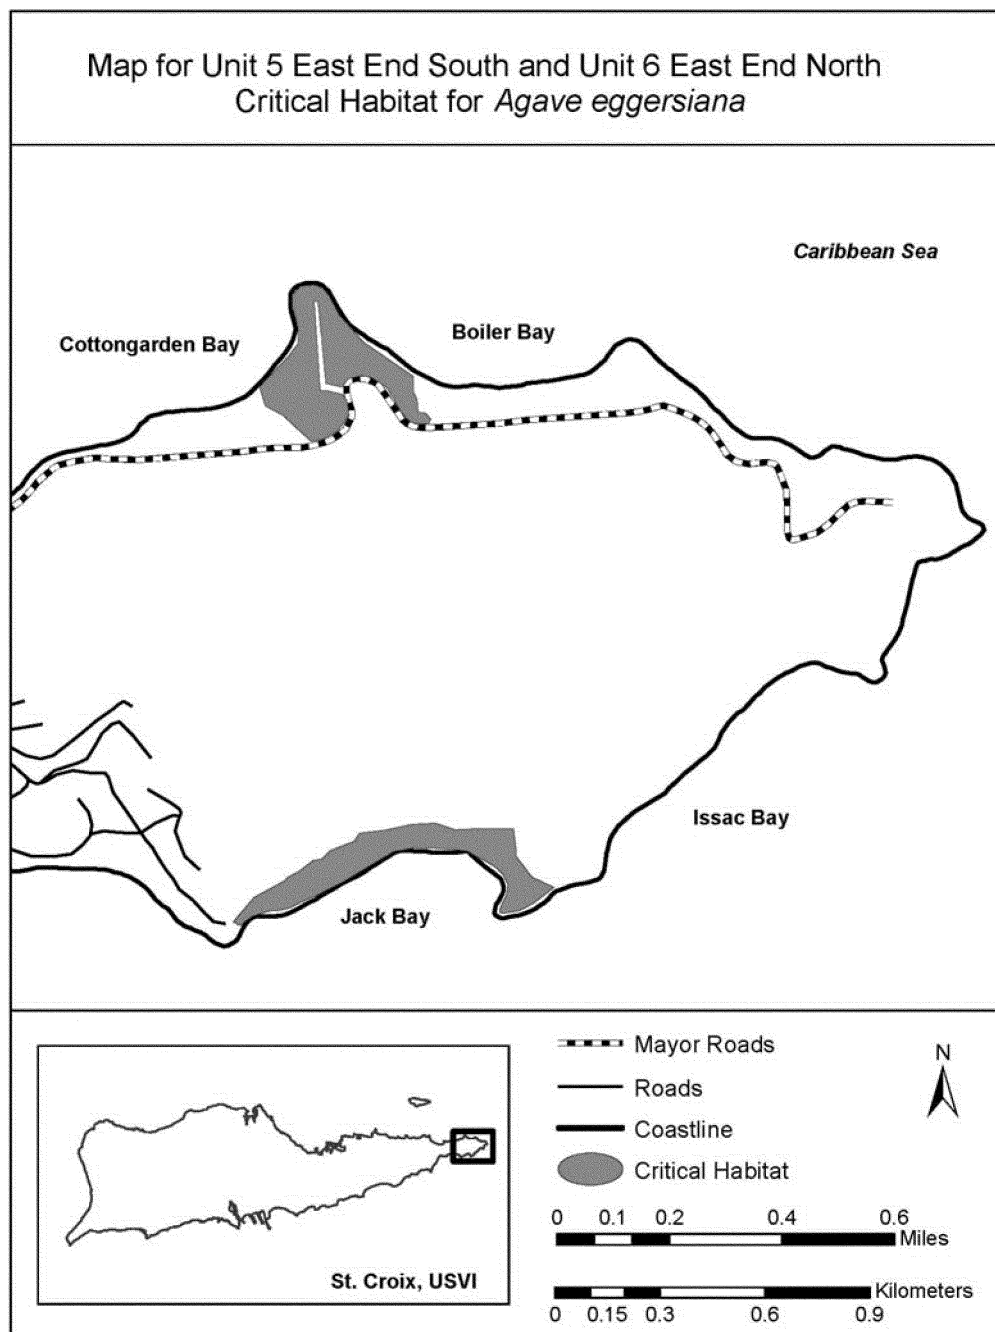 Map for Unit 5 East End South and Unit 6 East End North
Critical Habitat for Agave eggersiana
Caribbean Sea
Cottongarden Bay
Boiler Bay
Issac Bay
Jack Bay
St. Croix, USVI
Mayor Roads
Roads
Coastline
Critical Habitat
N
0 0.1 0.2 0.4 0.6
Miles
Kilometers
0 0.15 0.3 0.6 0.9